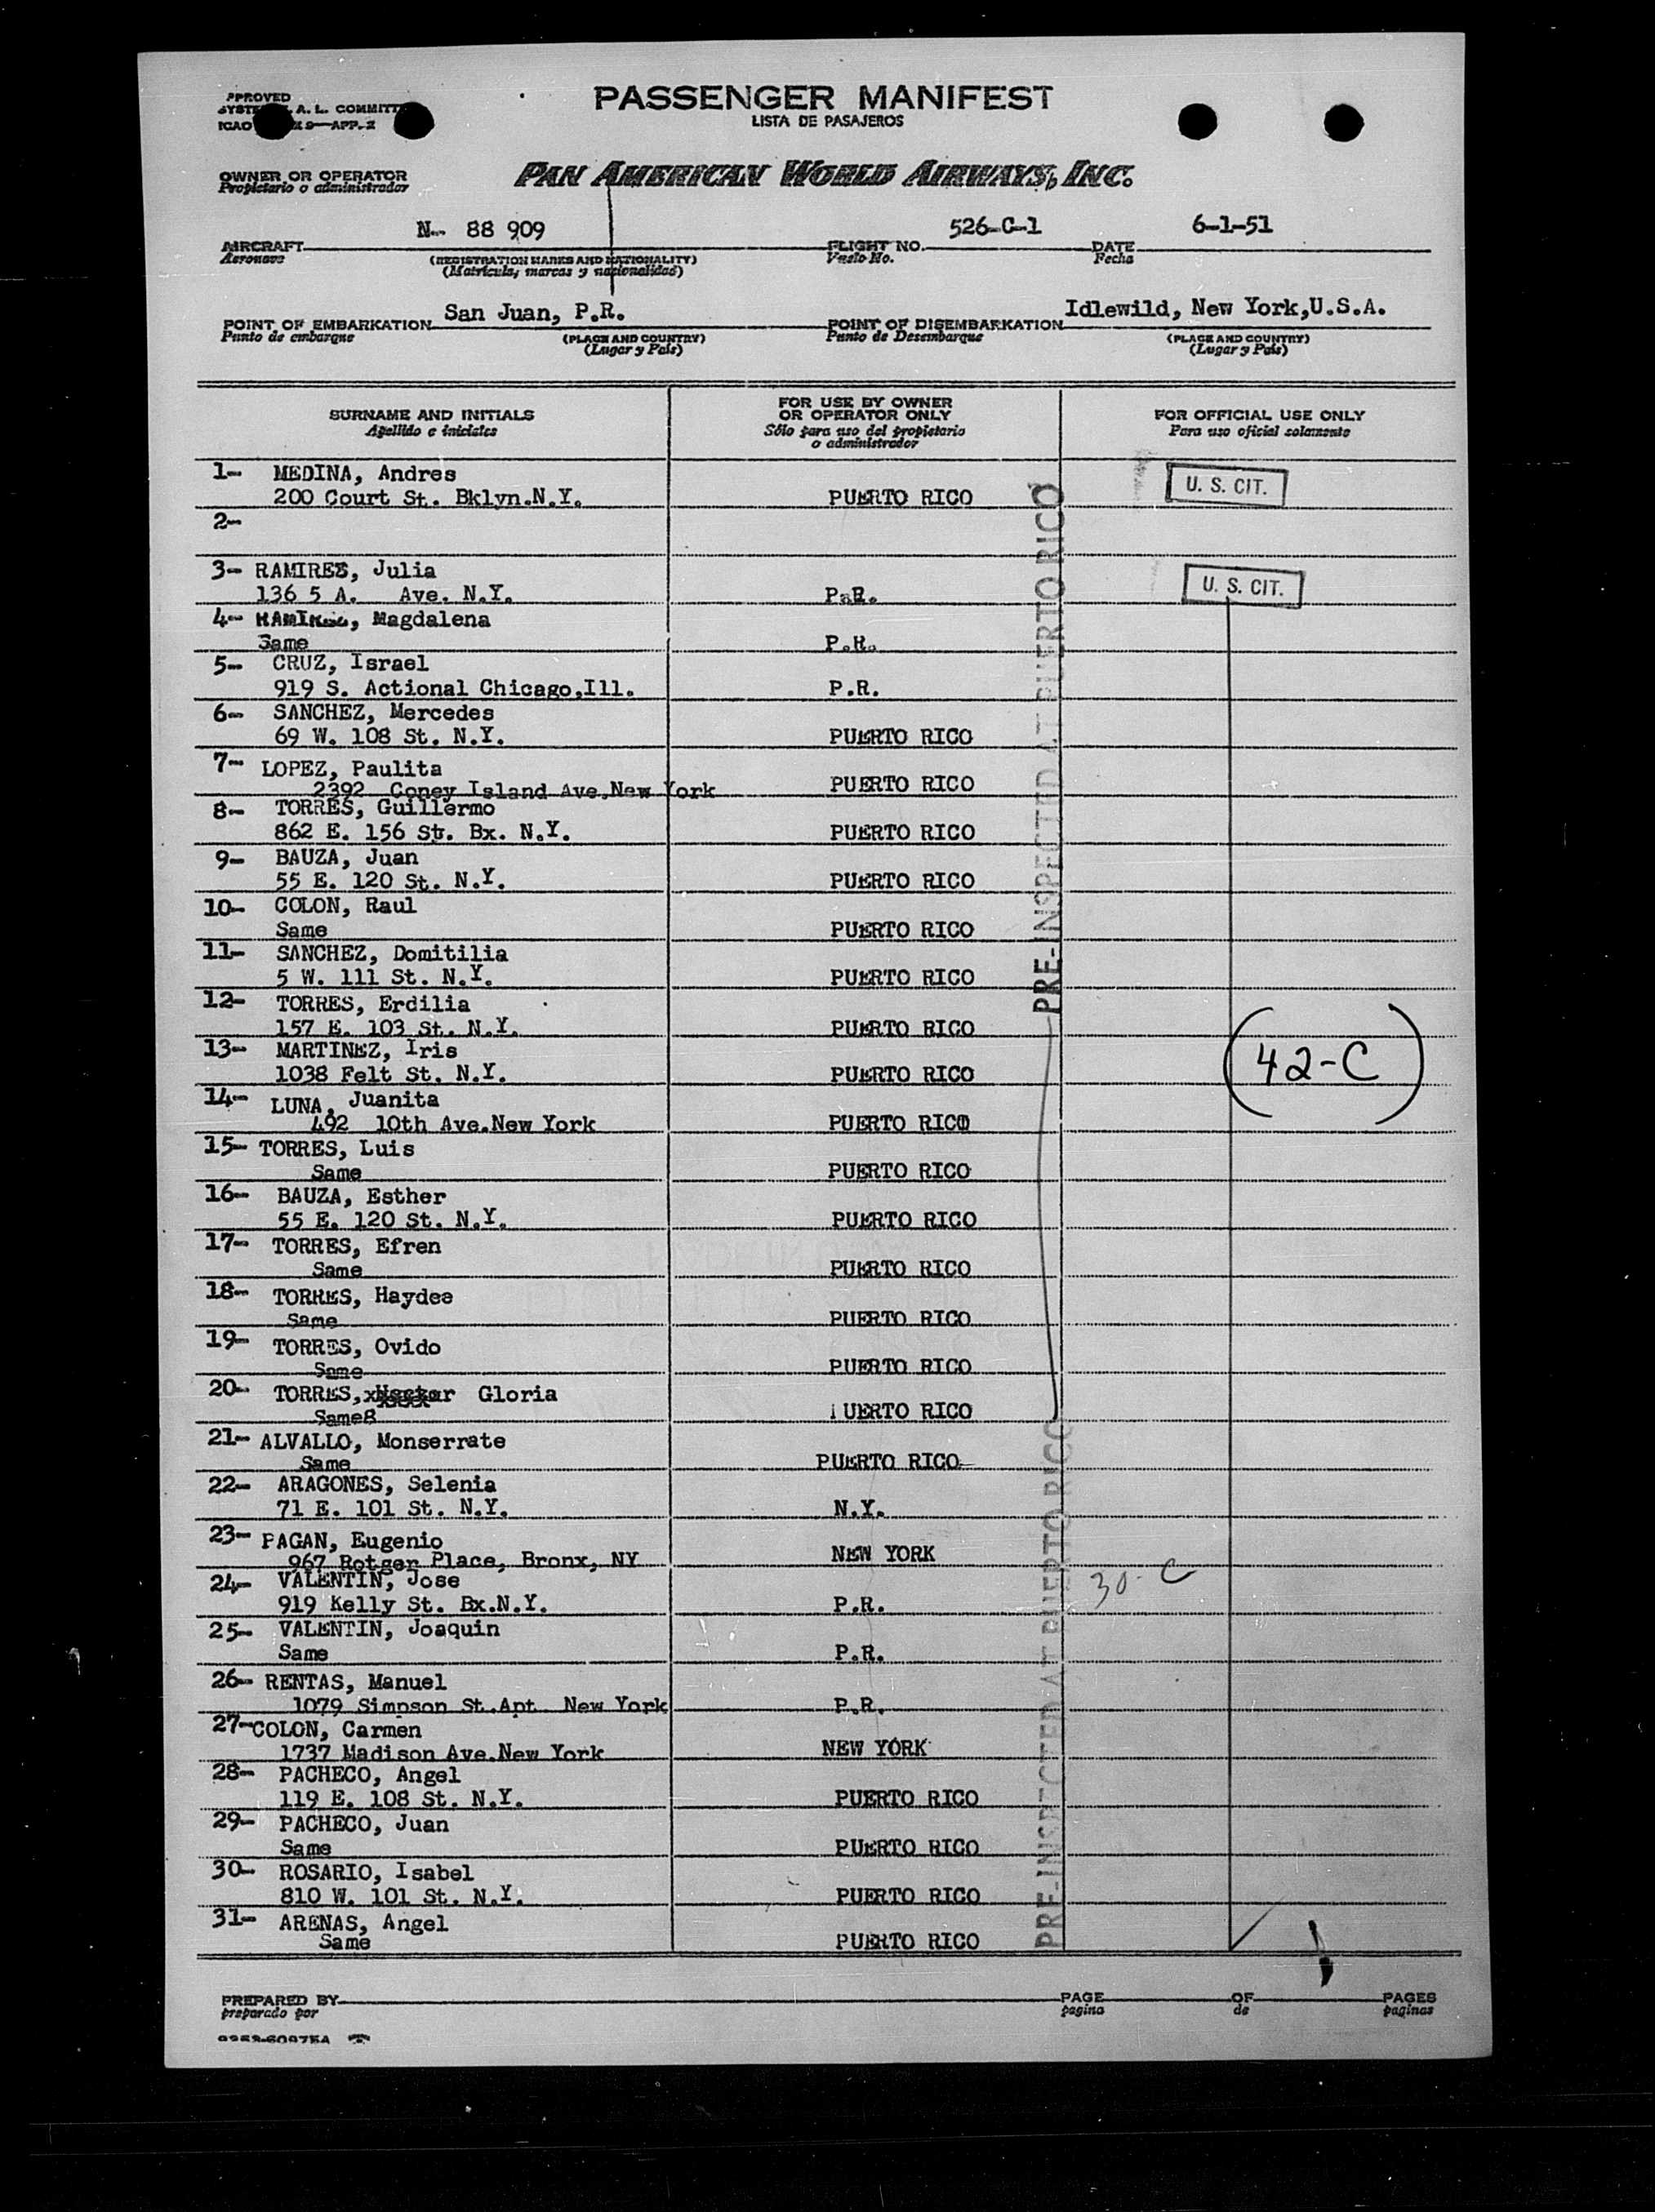 PASSENGER MANIFEST
LISTA DE PASAJEROS
APP. 2
OWNER OR OPERATOR
Propietario o administrador
PAN AMERICAN WORLD AIRWAYS, INC.
AIRCRAFT N- 88 909
Aeronave
(REGISTRATION MARKS AND NATIONALITY)
(Matricula, marcas y nacionalidad)
FLIGHT NO. 526-C-1
Vuelo No.
DATE 6-1-51
Fecha
POINT OF EMBARKATION San Juan, P.R.
Punto de embarque
(PLACE AND COUNTRY)
(Lugar y Pais)
POINT OF DISEMBARKATION Idlewild, New York,U.S.A.
Punto de Desembarque
(PLACE AND COUNTRY)
(Lugar y Pais)
SURNAME AND INITIALS
Apellido e iniciales
FOR USE BY OWNER
OR OPERATOR ONLY
Sólo para uso del propietario
o administrador
FOR OFFICIAL USE ONLY
Para uso oficial solamente
1- MEDINA, Andres
200 Court St. Bklyn.N.Y. PUERTO RICO U. S. CIT.
2-
3- RAMIREZ, Julia
136 5 A. Ave. N.Y. P.R. U. S. CIT.
4- Magdalena
Same P.R.
5- CRUZ, Israel
919 S. Actional Chicago,Ill. P.R.
6- SANCHEZ, Mercedes
69 W. 108 St. N.Y. PUERTO RICO
7- LOPEZ, Paulita
2392 Coney Island Ave.New York PUERTO RICO
8- TORRES, Guillermo
862 E. 156 St. Bx. N.Y. PUERTO RICO
9- BAUZA, Juan
55 E. 120 St. N.Y. PUERTO RICO
10- COLON, Raul
Same PUERTO RICO
11- SANCHEZ, Domitilia
5 W. 111 St. N.Y. PUERTO RICO
12- TORRES, Erdilia
157 E. 103 St. N.Y. PUERTO RICO
13- MARTINEZ, Iris
1038 Felt St. N.Y. PUERTO RICO
(42-C)
14- LUNA, Juanita
492 10th Ave.New York PUERTO RICO
15- TORRES, Luis
Same PUERTO RICO
16- BAUZA, Esther
55 E. 120 St. N.Y. PUERTO RICO
17- TORRES, Efren
Same PUERTO RICO
18- TORRES, Haydee
Same PUERTO RICO
19- TORRES, Ovido
Same PUERTO RICO
20- TORRES, Gloria
Same PUERTO RICO
21- ALVALLO, Monserrate
Same PUERTO RICO
22- ARAGONES, Selenia
71 E. 101 St. N.Y. N.Y.
23- PAGAN, Eugenio
967 Rotger Place, Bronx, NY NEW YORK
24- VALENTIN, Jose
919 Kelly St. Bx.N.Y. P.R.
30-C
25- VALENTIN, Joaquin
Same P.R.
26- RENTAS, Manuel
1079 Simpson St.Apt New York P.R.
27-COLON, Carmen
1737 Madison Ave.New York NEW YORK
28- PACHECO, Angel
119 E. 108 St. N.Y. PUERTO RICO
29- PACHECO, Juan
Same PUERTO RICO
30- ROSARIO, Isabel
810 W. 101 St. N.Y. PUERTO RICO
31- ARENAS, Angel
Same PUERTO RICO
PRE-INSPECTED AT PUERTO RICO
PRE-INSPECTED AT PUERTO RICO
PREPARED BY
preparado por
PAGE
pagina
OF
de
PAGES
paginas